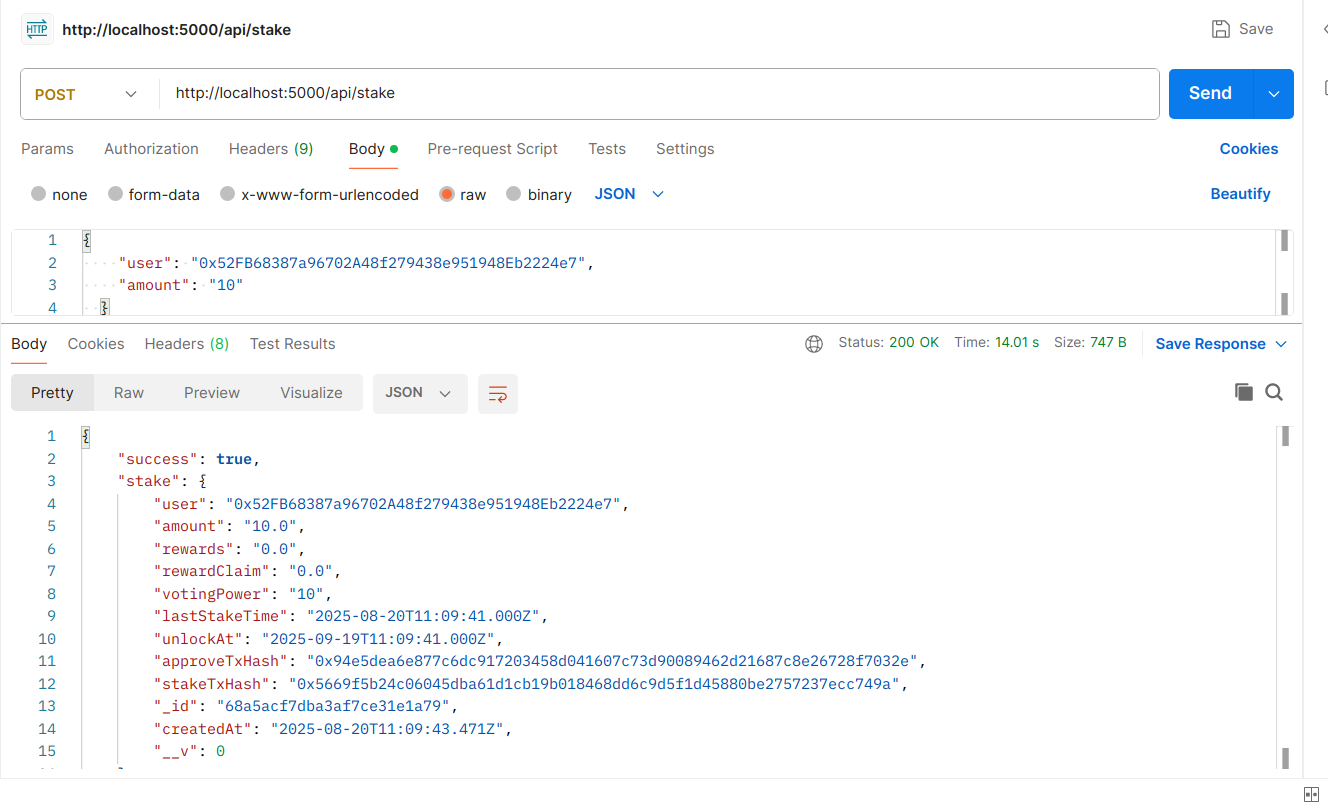 HTTP http://localhost:5000/api/stake Save
POST http://localhost:5000/api/stake Send
Params Authorization Headers (9) Body Pre-request Script Tests Settings Cookies
none form-data x-www-form-urlencoded raw binary JSON Beautify
1 {
2 "user": "0x52FB68387a96702A48f279438e951948Eb2224e7",
3 "amount": "10"
4 }
Body Cookies Headers (8) Test Results Status: 200 OK Time: 14.01 s Size: 747 B Save Response
Pretty Raw Preview Visualize JSON
1 {
2 "success": true,
3 "stake": {
4 "user": "0x52FB68387a96702A48f279438e951948Eb2224e7",
5 "amount": "10.0",
6 "rewards": "0.0",
7 "rewardClaim": "0.0",
8 "votingPower": "10",
9 "lastStakeTime": "2025-08-20T11:09:41.000Z",
10 "unlockAt": "2025-09-19T11:09:41.000Z",
11 "approveTxHash": "0x94e5dea6e877c6dc917203458d041607c73d90089462d21687c8e26728f7032e",
12 "stakeTxHash": "0x5669f5b24c06045dba61d1cb19b018468dd6c9d5f1d45880be2757237ecc749a",
13 "_id": "68a5acf7dba3af7ce31e1a79",
14 "createdAt": "2025-08-20T11:09:43.471Z",
15 "__v": 0